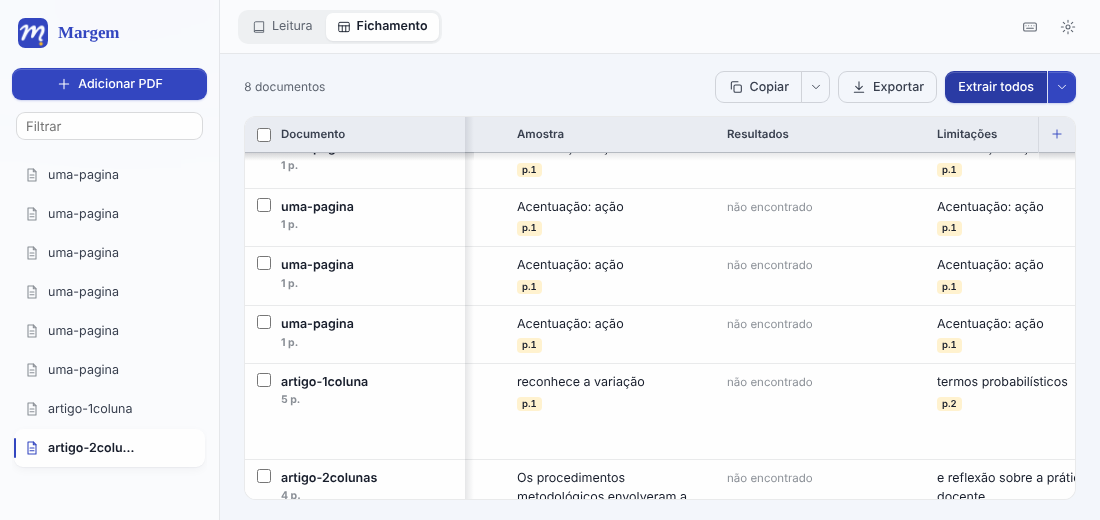 Margem
Leitura
Fichamento
Adicionar PDF
8 documentos
Copiar
Exportar
Extrair todos
Filtrar
Documento
Amostra
Resultados
Limitações
1 p.
p.1
p.1
uma-pagina
uma-pagina
uma-pagina
uma-pagina
uma-pagina
uma-pagina
artigo-1coluna
artigo-2colu...
uma-pagina
Acentuação: ação
não encontrado
Acentuação: ação
1 p.
p.1
p.1
uma-pagina
Acentuação: ação
não encontrado
Acentuação: ação
1 p.
p.1
p.1
uma-pagina
Acentuação: ação
não encontrado
Acentuação: ação
1 p.
p.1
p.1
artigo-1coluna
reconhece a variação
não encontrado
termos probabilísticos
5 p.
p.1
p.2
artigo-2colunas
Os procedimentos
não encontrado
e reflexão sobre a práti
4 p.
metodológicos envolveram a
docente